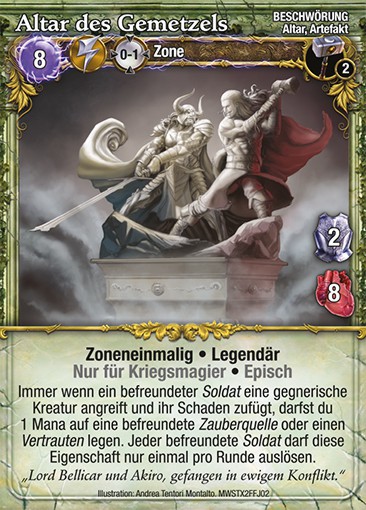 Altar des Gemetzels
BESCHWÖRUNG
Altar, Artefakt
8
0-1 Zone
2
2
8
Zoneneinmalig • Legendär
Nur für Kriegsmagier • Episch
Immer wenn ein befreundeter Soldat eine gegnerische
Kreatur angreift und ihr Schaden zufügt, darfst du
1 Mana auf eine befreundete Zauberquelle oder einen
Vertrauten legen. Jeder befreundete Soldat darf diese
Eigenschaft nur einmal pro Runde auslösen.
„Lord Bellicar und Akiro, gefangen in ewigem Konflikt.“
Illustration: Andrea Tentori Montalto. MWSTX2FFJ02